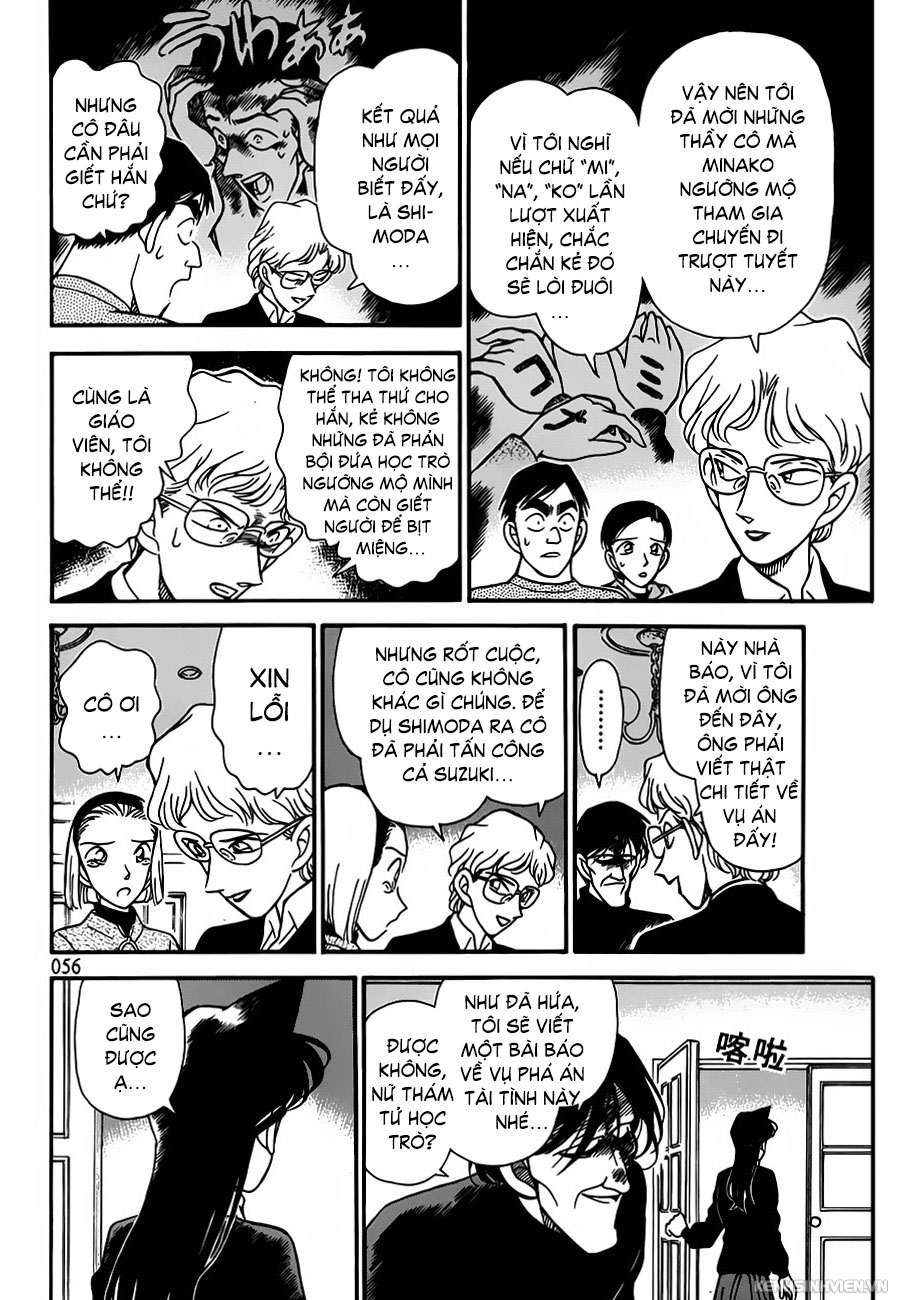 うわぁぁ
VẬY NÊN TÔI
ĐÃ MỜI NHỮNG
THẦY CÔ MÀ
MINAKO
NGƯỠNG MỘ
THAM GIA
CHUYẾN ĐI
TRƯỢT TUYẾT
NÀY...
VÌ TÔI NGHĨ
NẾU CHỮ “MI”,
“NA”, “KO” LẦN
LƯỢT XUẤT
HIỆN, CHẮC
CHẮN KẺ ĐÓ
SẼ LÒI ĐUÔI
...
コ
メ
ミ
KẾT QUẢ
NHƯ MỌI
NGƯỜI
BIẾT ĐẤY,
LÀ SHI-
MODA
...
NHƯNG
CÔ ĐÂU
CẦN PHẢI
GIẾT HẮN
CHỨ?
KHÔNG! TÔI KHÔNG
THỂ THA THỨ CHO
HẮN, KẺ KHÔNG
NHỮNG ĐÃ PHẢN
BỘI ĐỨA HỌC TRÒ
NGƯỠNG MỘ MÌNH
MÀ CÒN GIẾT
NGƯỜI ĐỂ BỊT
MIỆNG...
CÙNG LÀ
GIÁO
VIÊN, TÔI
KHÔNG
THỂ!!
NÀY NHÀ
BÁO, VÌ TÔI
ĐÃ MỜI ÔNG
ĐẾN ĐÂY,
ÔNG PHẢI
VIẾT THẬT
CHI TIẾT VỀ
VỤ ÁN
ĐẤY!
.........
NHƯNG RỐT CUỘC,
CÔ CŨNG KHÔNG
KHÁC GÌ CHÚNG. ĐỂ
DỤ SHIMODA RA CÔ
ĐÃ PHẢI TẤN CÔNG
CẢ SUZUKI...
XIN
LỖI
...
CÔ ƠI
...
056
喀啦
NHƯ ĐÃ HỨA,
TÔI SẼ VIẾT
MỘT BÀI BÁO
VỀ VỤ PHÁ ÁN
TÀI TÌNH NÀY
NHÉ...
ĐƯỢC
KHÔNG,
NỮ THÁM
TỬ HỌC
TRÒ?
SAO
CŨNG
ĐƯỢC
Ạ...
KENHSINHVIEN.VN